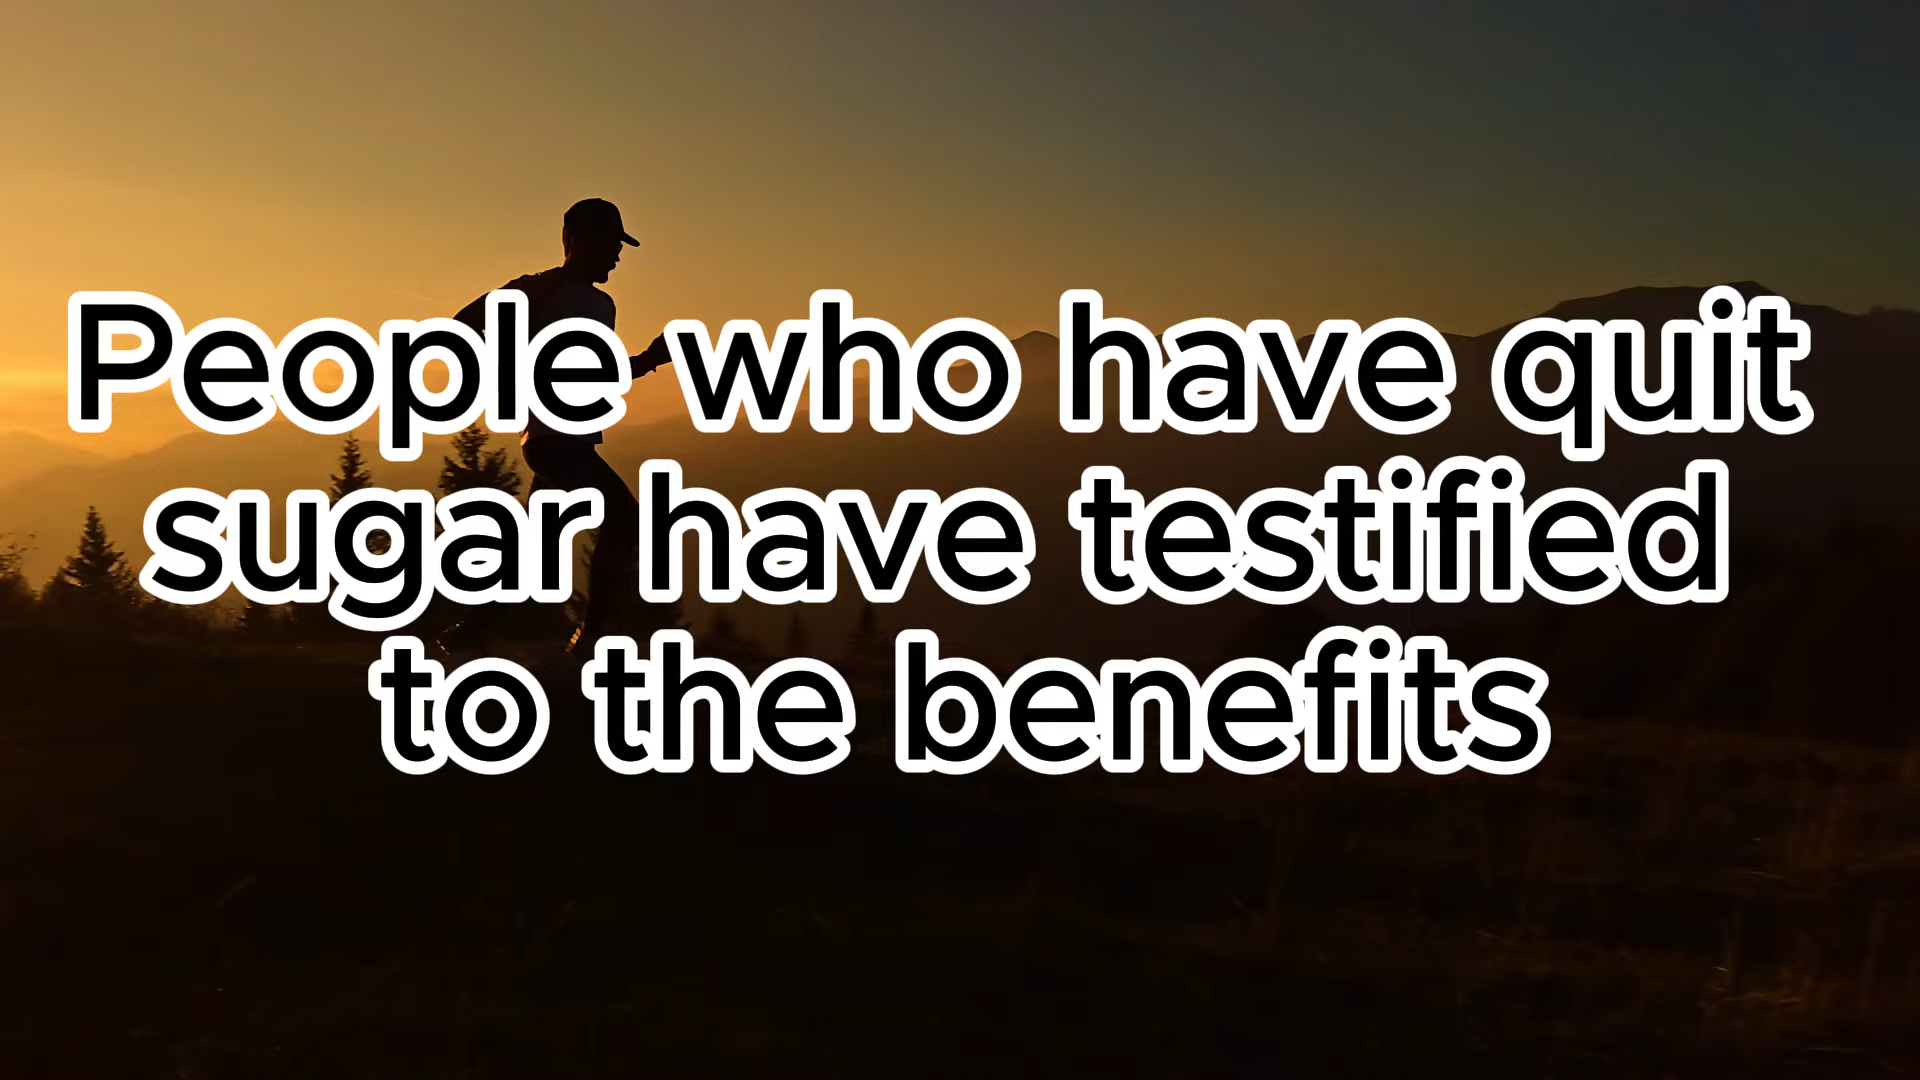 People who have quit
sugar have testified
to the benefits